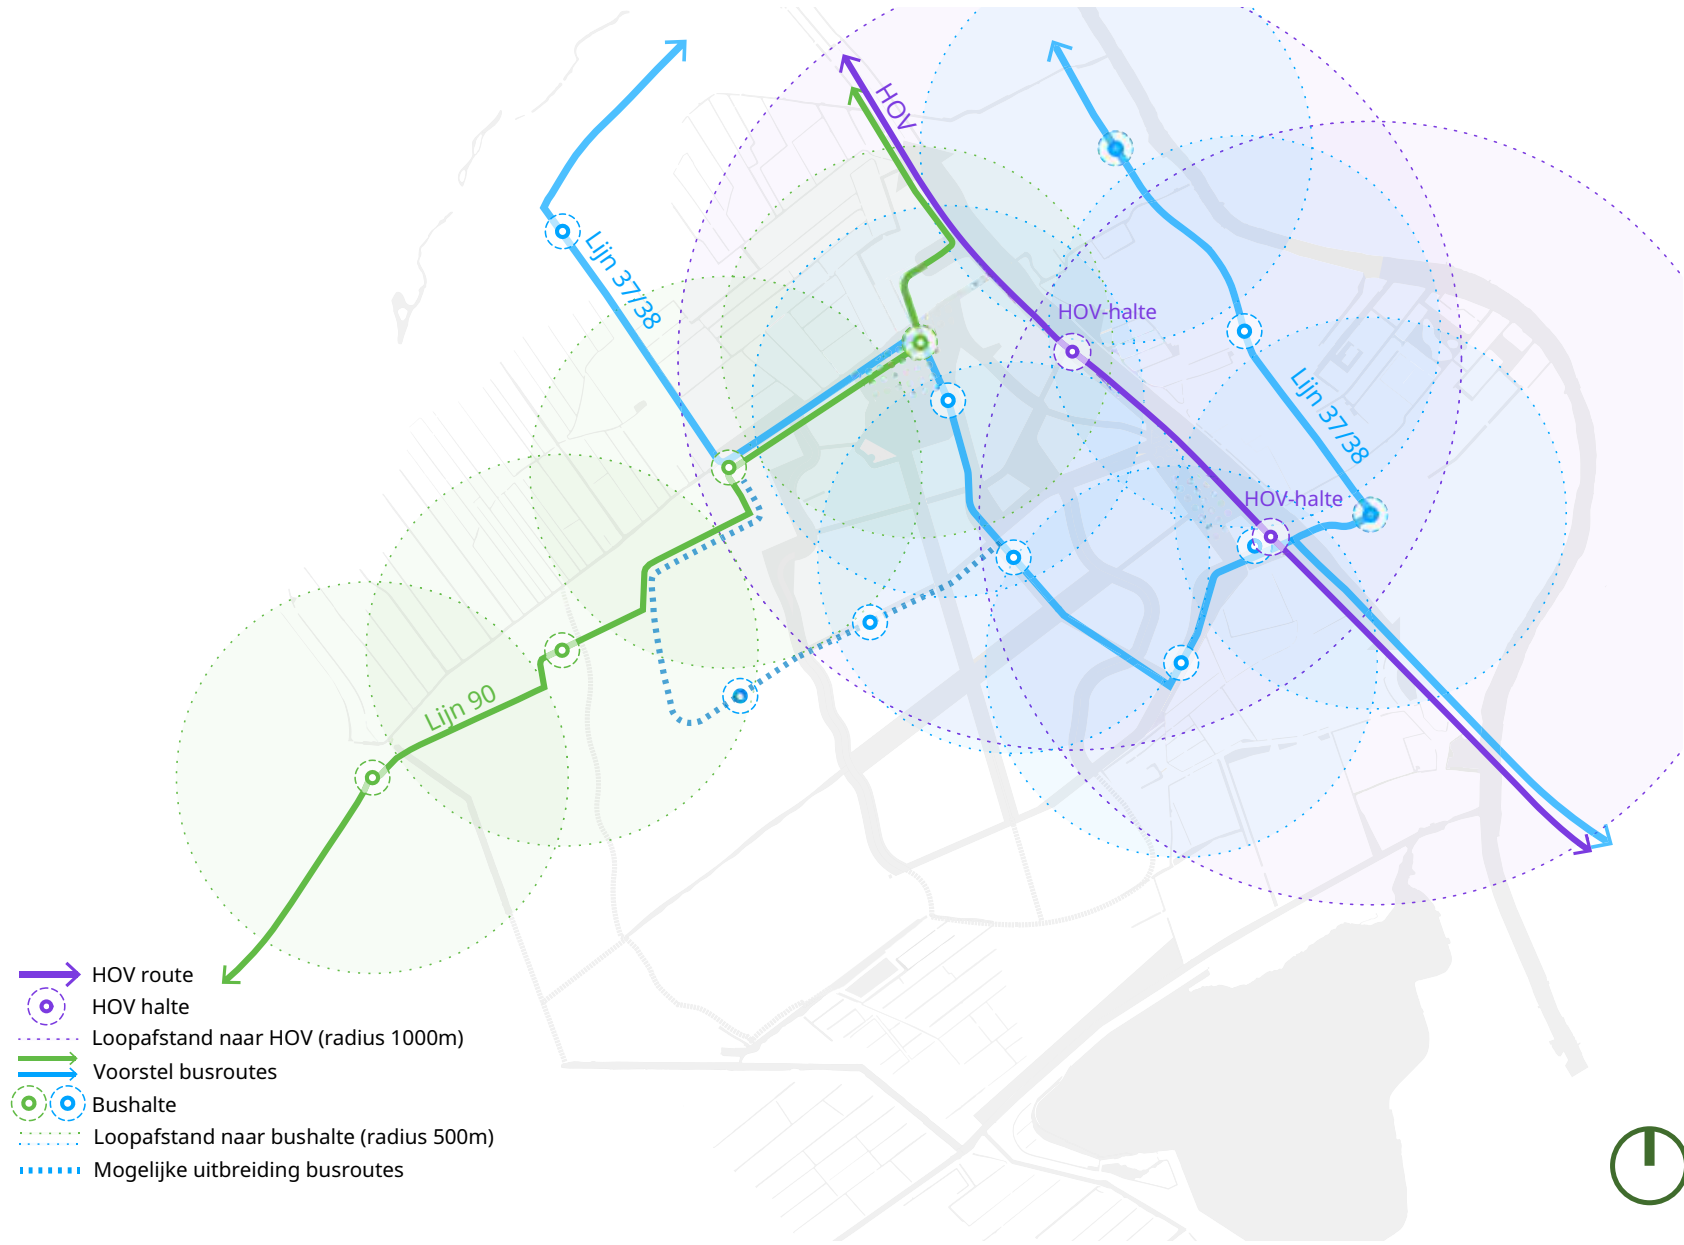 HOV
Lijn 37/38
HOV-halte
Lijn 37/38
HOV-halte
Lijn 90
HOV route
HOV halte
Loopafstand naar HOV (radius 1000m)
Voorstel busroutes
Bushalte
Loopafstand naar bushalte (radius 500m)
Mogelijke uitbreiding busroutes